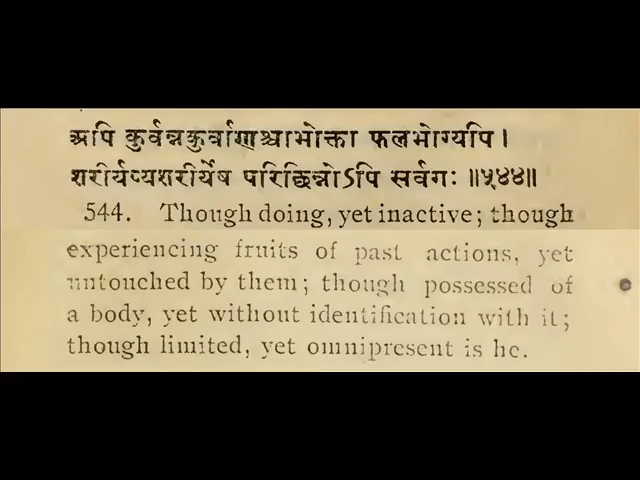 अपि कुर्वन्नकुर्वाणश्चाभोक्ता फलभोग्यपि ।
शरीर्यप्यशरीर्येष परिच्छिन्नोऽपि सर्वगः ॥५४४॥
544. Though doing, yet inactive; though
experiencing fruits of past actions, yet
untouched by them; though possessed of
a body, yet without identification with it;
though limited, yet omnipresent is he.